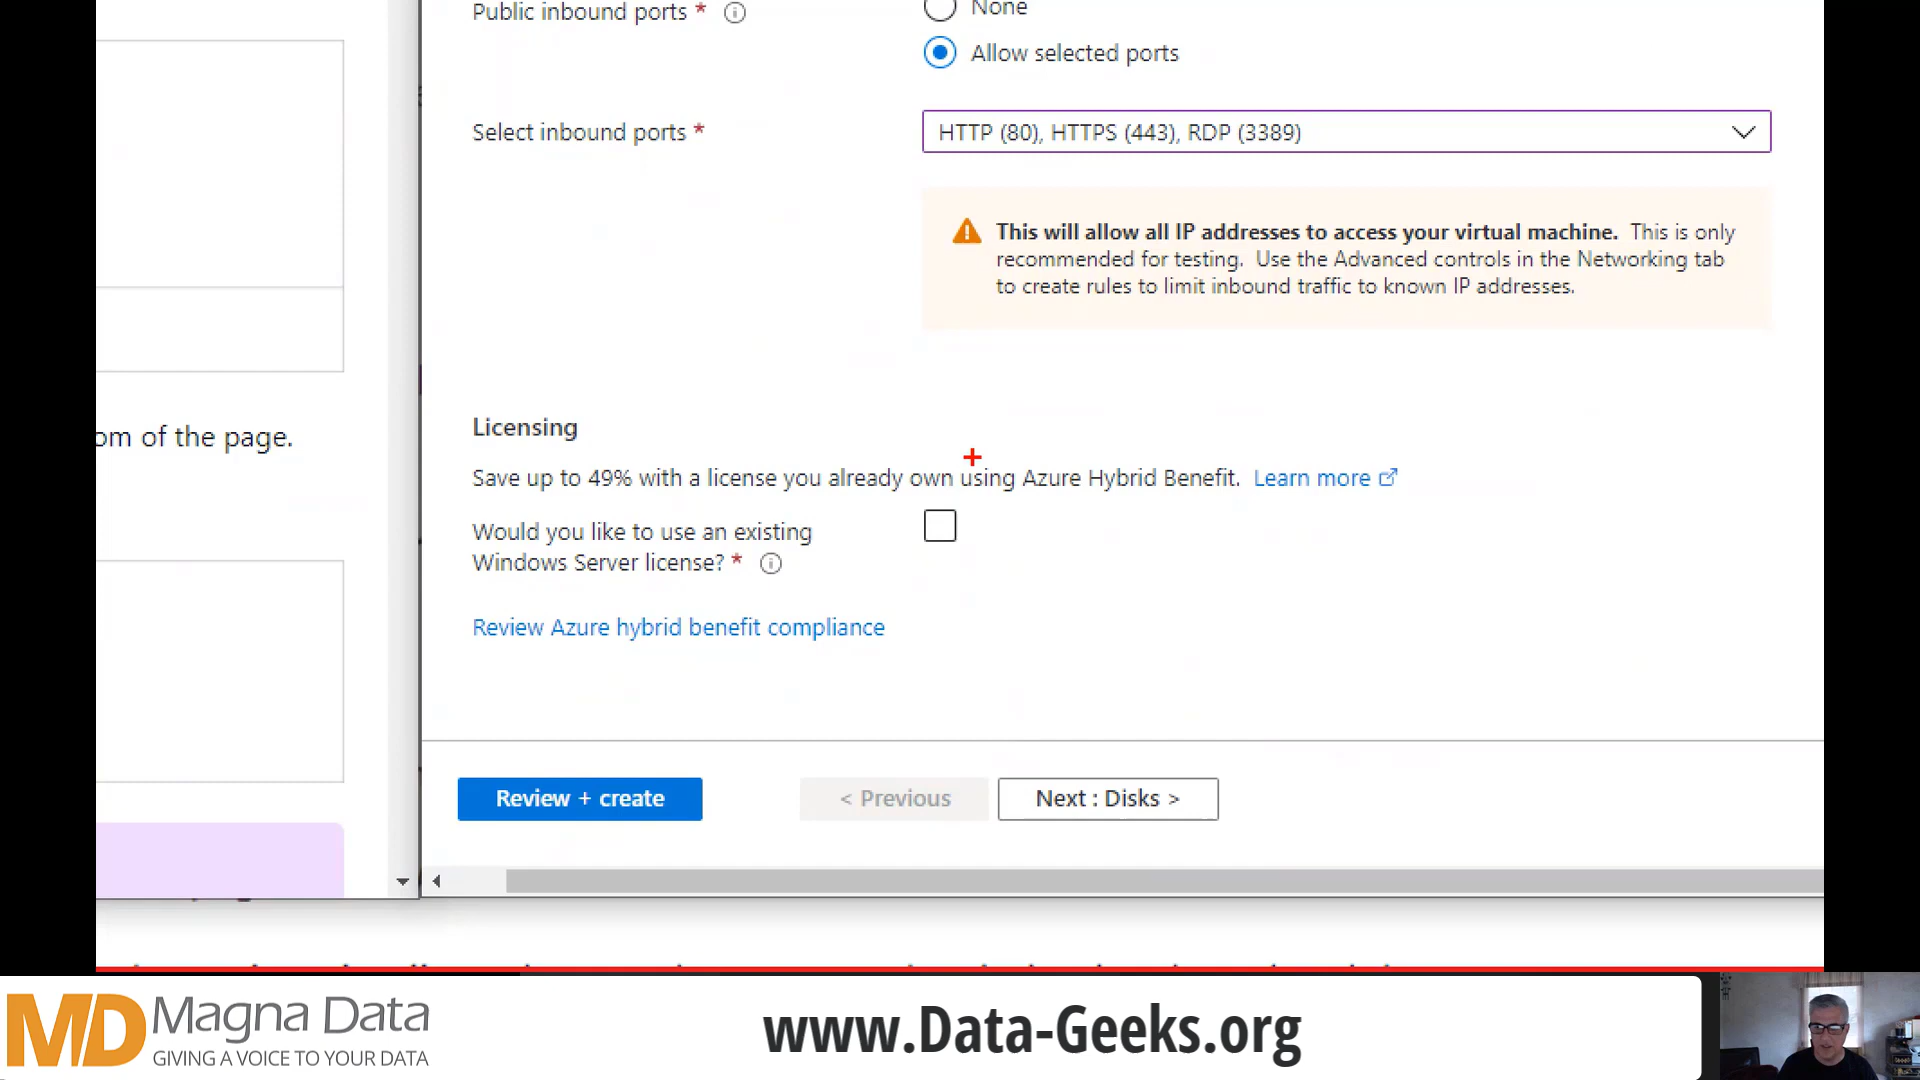 Public inbound ports *
None
Allow selected ports
Select inbound ports *
HTTP (80), HTTPS (443), RDP (3389)
This will allow all IP addresses to access your virtual machine. This is only
recommended for testing. Use the Advanced controls in the Networking tab
to create rules to limit inbound traffic to known IP addresses.
om of the page.
Licensing
Save up to 49% with a license you already own using Azure Hybrid Benefit. Learn more
Would you like to use an existing
Windows Server license? *
Review Azure hybrid benefit compliance
Review + create
< Previous
Next : Disks >
MD Magna Data
GIVING A VOICE TO YOUR DATA
www.Data-Geeks.org